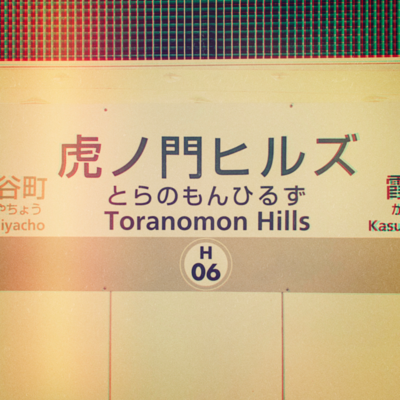 虎ノ門ヒルズ
とらのもんひるず
Toranomon Hills
H
06
谷町
やちょう
iyacho
霞
か
Kasu